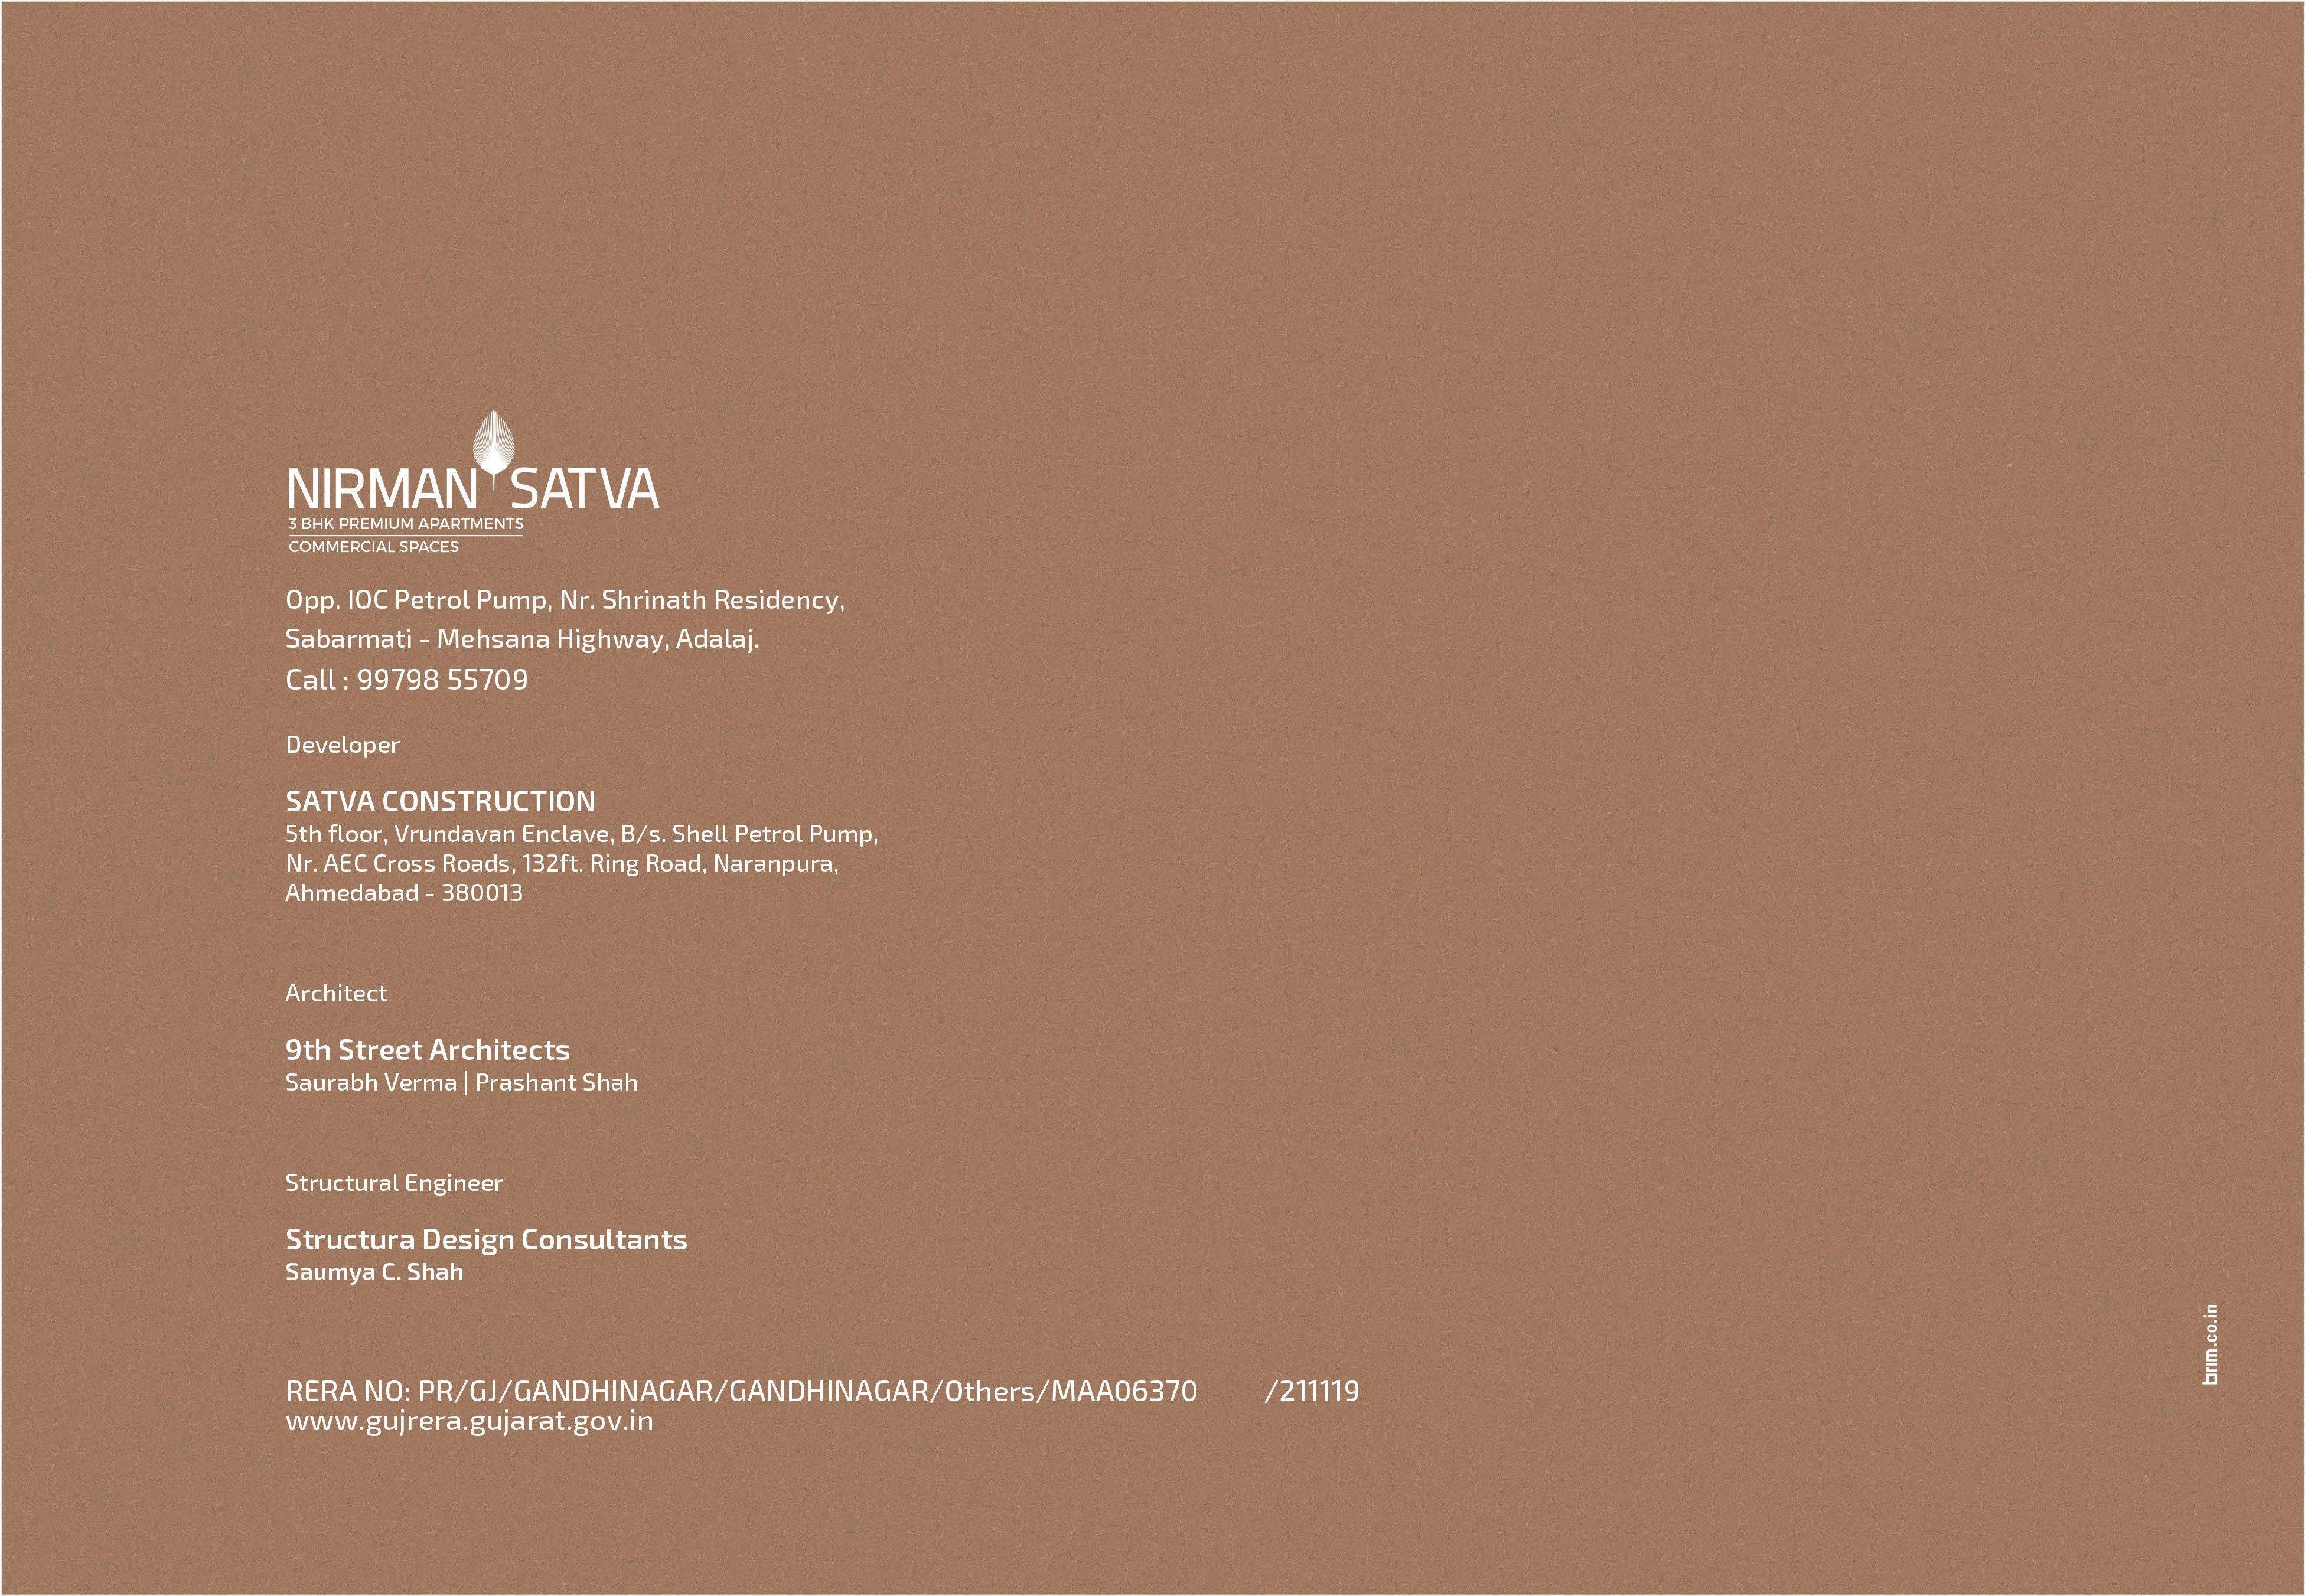 NIRMAN SATVA
3 BHK PREMIUM APARTMENTS
COMMERCIAL SPACES
Opp. IOC Petrol Pump, Nr. Shrinath Residency,
Sabarmati - Mehsana Highway, Adalaj.
Call : 99798 55709
Developer
SATVA CONSTRUCTION
5th floor, Vrundavan Enclave, B/s. Shell Petrol Pump,
Nr. AEC Cross Roads, 132ft. Ring Road, Naranpura,
Ahmedabad - 380013
Architect
9th Street Architects
Saurabh Verma | Prashant Shah
Structural Engineer
Structura Design Consultants
Saumya C. Shah
RERA NO: PR/GJ/GANDHINAGAR/GANDHINAGAR/Others/MAA06370 /211119
www.gujrera.gujarat.gov.in
brim.co.in